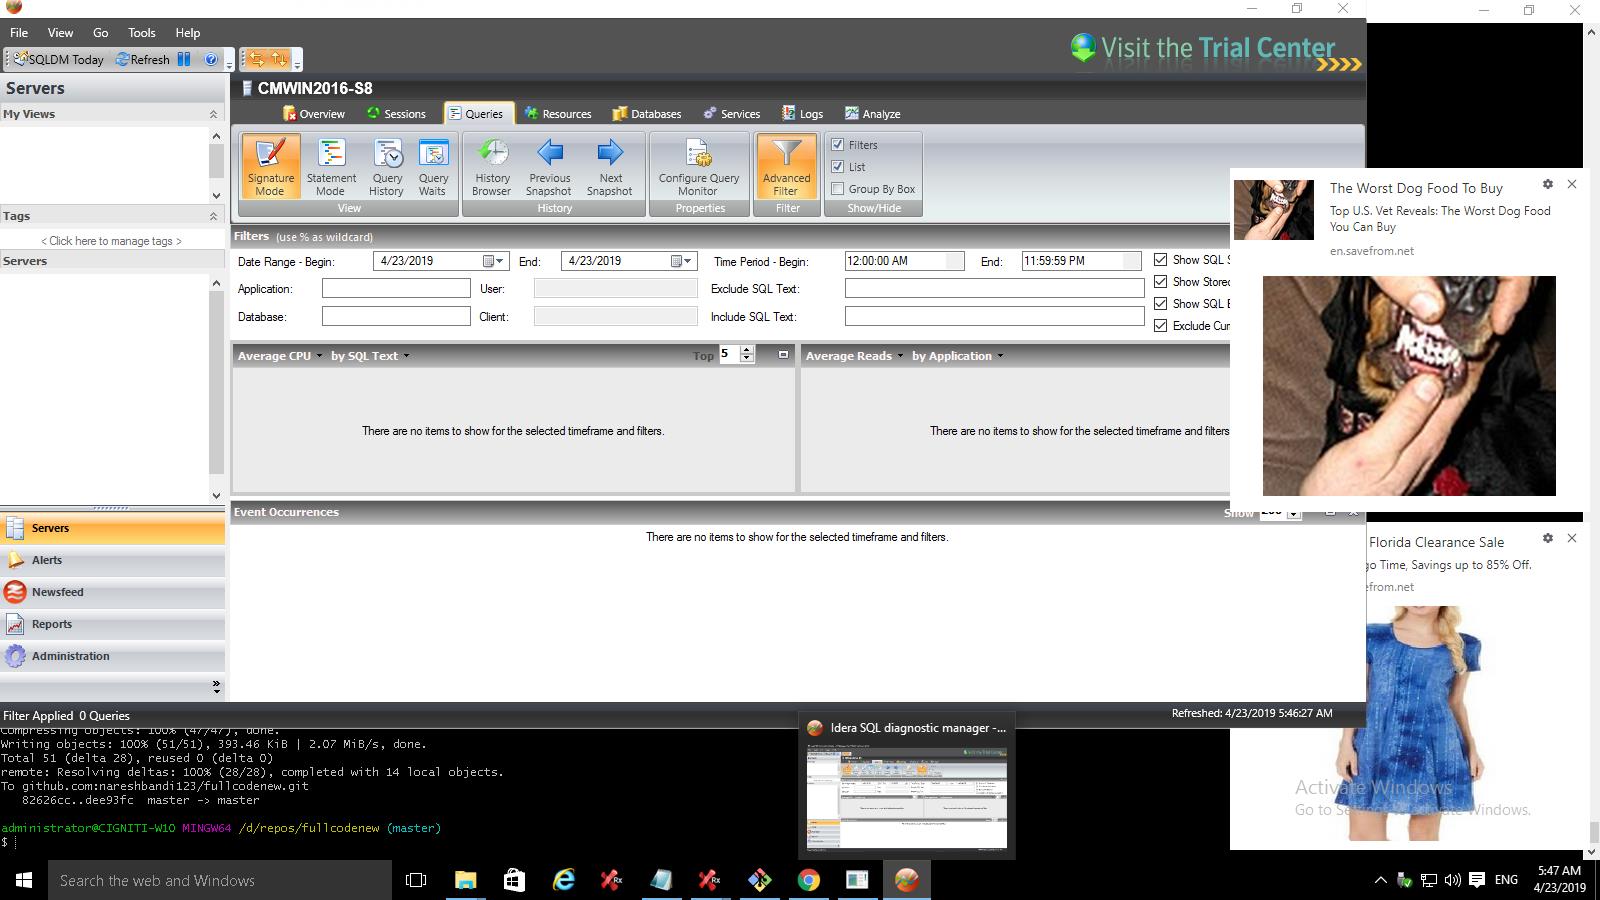 File View Go Tools Help
SQLDM Today Refresh
Visit the Trial Center
Servers
My Views
Tags
< Click here to manage tags >
Servers
Servers
Alerts
Newsfeed
Reports
Administration
CMWIN2016-S8
Overview Sessions Queries Resources Databases Services Logs Analyze
Signature Mode
Statement Mode
Query History
Query Waits
View
History Browser
Previous Snapshot
Next Snapshot
History
Configure Query Monitor
Properties
Advanced Filter
Filter
Filters
List
Group By Box
Show/Hide
Filters (use % as wildcard)
Date Range - Begin: 4/23/2019 End: 4/23/2019 Time Period - Begin: 12:00:00 AM End: 11:59:59 PM Show SQL S
Application: User: Exclude SQL Text: Show Stored
Database: Client: Include SQL Text: Show SQL B
Exclude Cur
Average CPU by SQL Text Top 5
There are no items to show for the selected timeframe and filters.
Average Reads by Application
There are no items to show for the selected timeframe and filters
Event Occurrences Show
There are no items to show for the selected timeframe and filters.
Filter Applied 0 Queries
Refreshed: 4/23/2019 5:46:27 AM
The Worst Dog Food To Buy
Top U.S. Vet Reveals: The Worst Dog Food
You Can Buy
en.savefrom.net
Florida Clearance Sale
go Time, Savings up to 85% Off.
efrom.net
Compressing objects: 100% (47/47), done.
Writing objects: 100% (51/51), 393.46 KiB | 2.07 MiB/s, done.
Total 51 (delta 28), reused 0 (delta 0)
remote: Resolving deltas: 100% (28/28), completed with 14 local objects.
To github.com:nareshbandi123/fullcodenew.git
82626cc..dee93fc master -> master
administrator@CIGNITI-W10 MINGW64 /d/repos/fullcodenew (master)
$
Idera SQL diagnostic manager -...
Activate Windows
Go to Se Windows.
Search the web and Windows
ENG
5:47 AM
4/23/2019